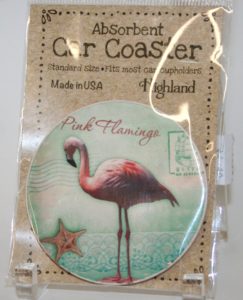 Absorbent
Car Coaster
Standard Size • Fits most car cupholders
Made in USA
Highland
Pink Flamingo